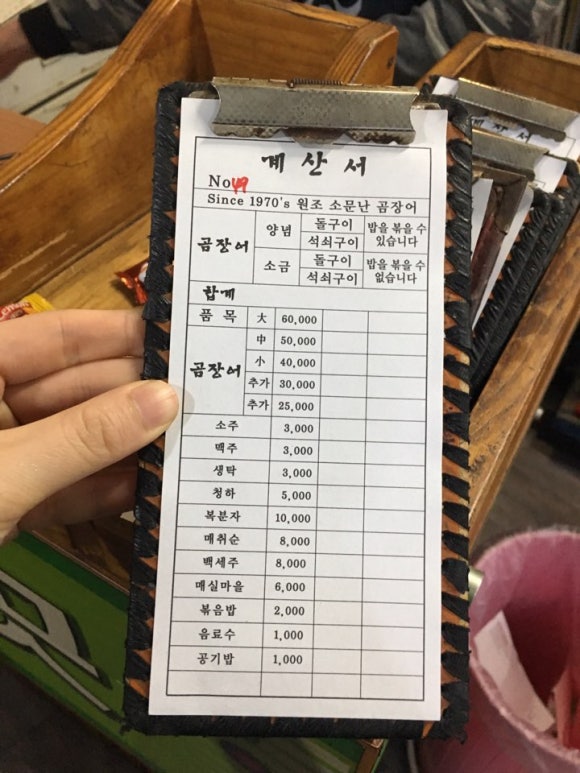 계산서
No 49
Since 1970's 원조 소문난 곰장어
곰장어 양념 돌구이 밥을 볶을 수 있습니다
석쇠구이
소금 돌구이 밥을 볶을 수 없습니다
석쇠구이
합계
품목 大 60,000
곰장어 中 50,000
小 40,000
추가 30,000
추가 25,000
소주 3,000
맥주 3,000
생탁 3,000
청하 5,000
복분자 10,000
매취순 8,000
백세주 8,000
매실마을 6,000
볶음밥 2,000
음료수 1,000
공기밥 1,000
계산서